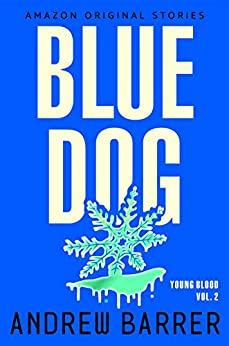 AMAZON ORIGINAL STORIES
BLUE
DOG
YOUNG BLOOD
VOL. 2
ANDREW BARRER